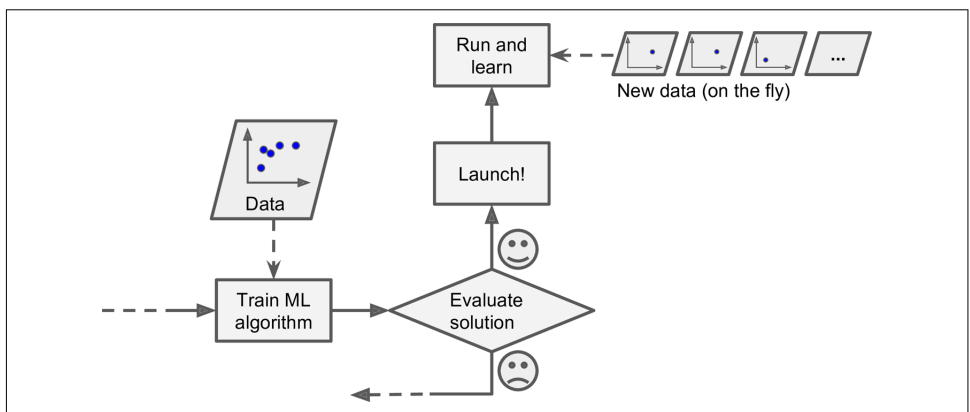 Run and
learn
...
New data (on the fly)
Launch!
Data
Train ML
algorithm
Evaluate
solution